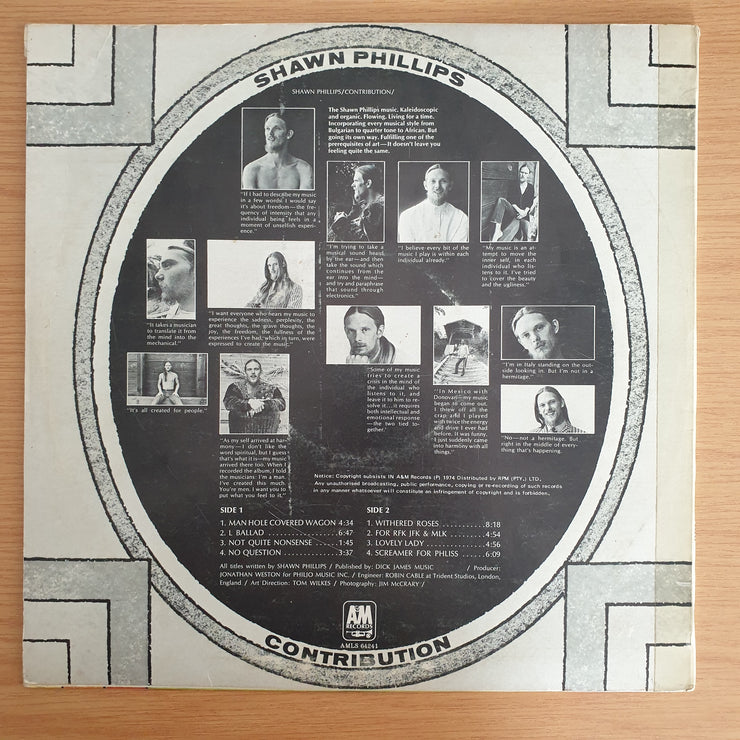 SHAWN PHILLIPS
SHAWN PHILLIPS/CONTRIBUTION/
The Shawn Phillips music. Kaleidoscopic
and organic. Flowing. Living for a time.
Incorporating every musical style from
Bulgarian to quarter tone to African. But
going its own way. Fulfilling one of the
prerequisites of art—It doesn't leave you
feeling quite the same.
"If I had to describe my music
in a few words I would say
it's about freedom—the fre-
quency of intensity that any
individual being feels in a
moment of unselfish experi-
ence."
"I'm trying to take a
musical sound heard
by the ear—and then
take the sound which
continues from the
ear into the mind—
and try and paraphrase
that sound through
electronics."
"I believe every bit of the
music I play is within each
individual already."
"My music is an at-
tempt to move the
inner self, in each
individual who lis-
tens to it. I've tried
to cover the beauty
and the ugliness."
"It takes a musician
to translate it from
the mind into the
mechanical."
"I want everyone who hears my music to
experience the sadness, perplexity, the
great thoughts, the grave thoughts, the
joy, the freedom, the fullness of the
experiences I've had, which in turn, were
expressed to create the music."
"Some of my music
tries to create a
crisis in the mind of
the individual who
listens to it, and
leave it to him to re-
solve it...it requires
both intellectual and
emotional response
—the two tied to-
gether."
"In Mexico with
Donovan—my music
began to come out.
I threw off all the
crap and I played
with twice the energy
and drive I ever had
before. It was funny.
I just suddenly came
into harmony with all
things."
"I'm in Italy standing on the out-
side looking in. But I'm not in a
hermitage."
"It's all created for people."
"As my self arrived at har-
mony—I don't like the
word spiritual, but I guess
that's what it is—my music
arrived there too. When I
recorded the album, I told
the musicians: I'm a man.
I've created this much.
You're men. I want you to
put what you feel to it."
"No—not a hermitage. But
right in the middle of every-
thing that's happening.
Notice: Copyright subsists IN A&M Records (P) 1974 Distributed by RPM (PTY.) LTD.
Any unauthorised broadcasting, public performance, copying or re-recording of such records
in any manner whatsoever will constitute an infringement of copyright and is forbidden.
SIDE 1
1. MAN HOLE COVERED WAGON 4:34
2. L BALLAD ................6:47
3. NOT QUITE NONSENSE .....1:45
4. NO QUESTION .............3:37
SIDE 2
1. WITHERED ROSES ..........8:18
2. FOR RFK JFK & MLK ........4:54
3. LOVELY LADY ..............4:56
4. SCREAMER FOR PHLISS ....6:09
All titles written by SHAWN PHILLIPS / Published by: DICK JAMES MUSIC / Producer:
JONATHAN WESTON for PHILJO MUSIC INC. / Engineer: ROBIN CABLE at Trident Studios, London,
England / Art Direction: TOM WILKES / Photography: JIM McCRARY /
A&M
RECORDS
AMLS 64241
CONTRIBUTION